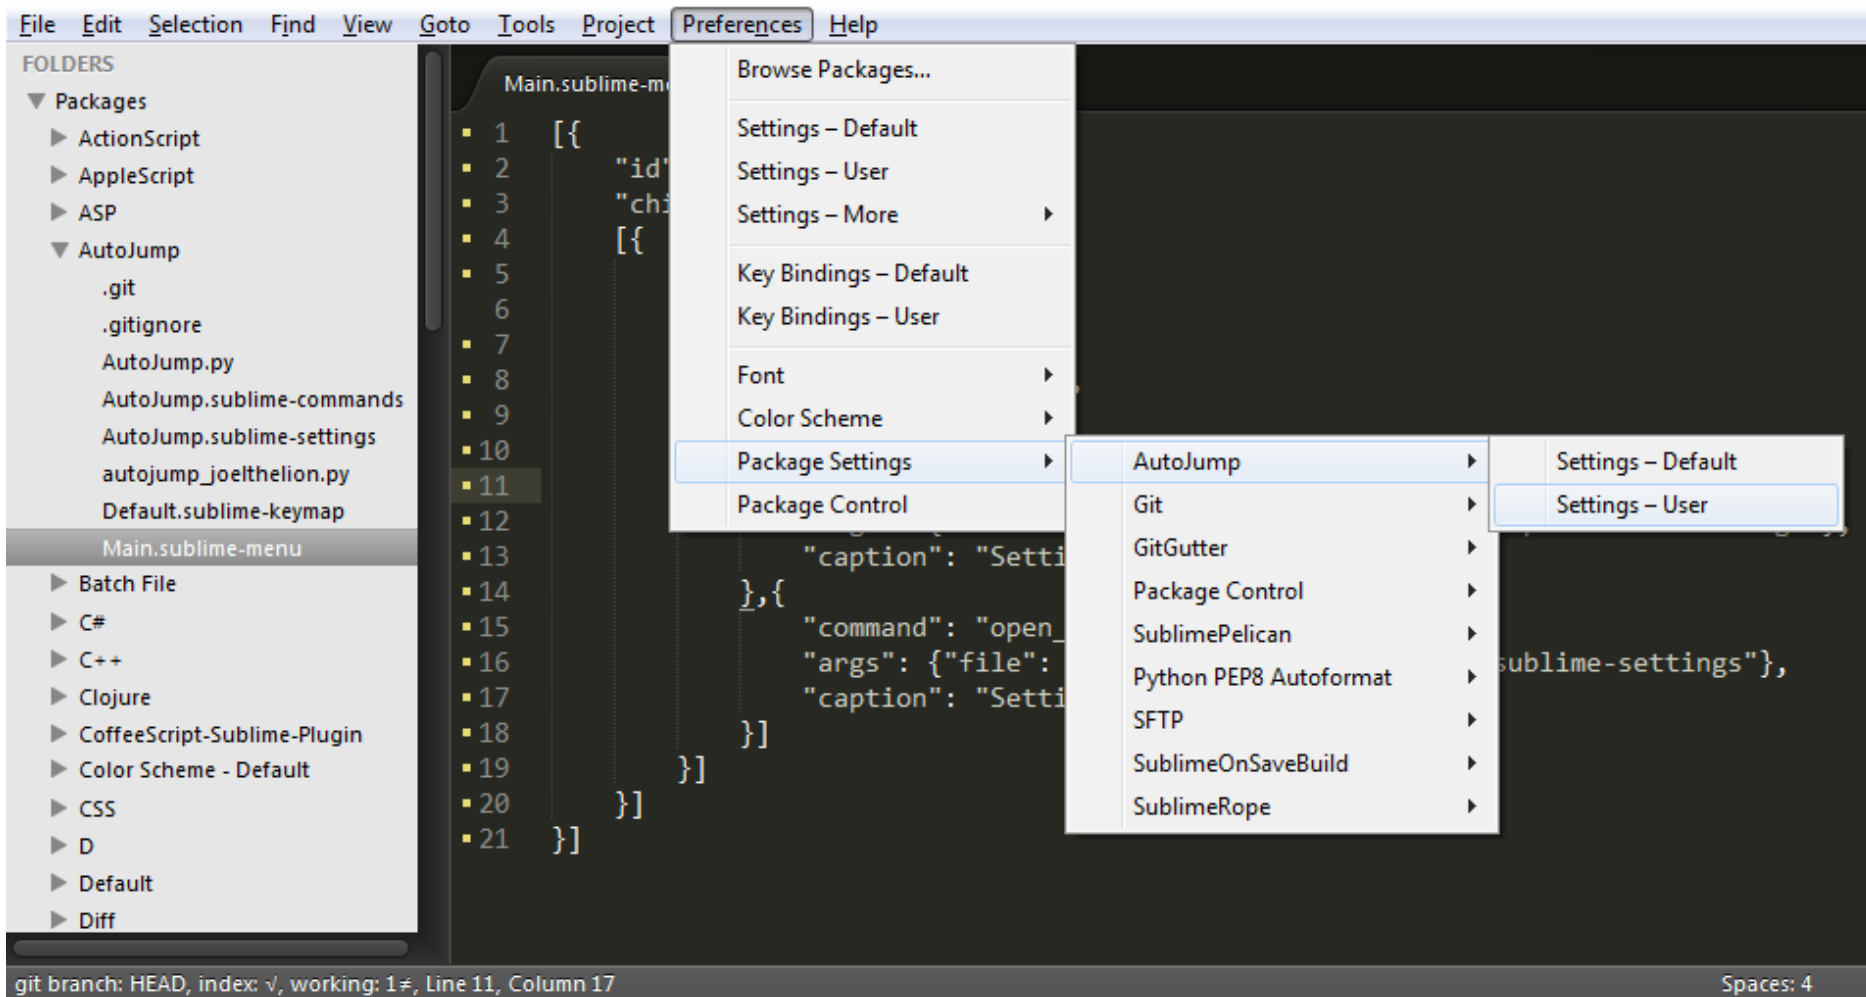 File Edit Selection Find View Goto Tools Project Preferences Help
FOLDERS
Packages
ActionScript
AppleScript
ASP
AutoJump
.git
.gitignore
AutoJump.py
AutoJump.sublime-commands
AutoJump.sublime-settings
autojump_joelthelion.py
Default.sublime-keymap
Main.sublime-menu
Batch File
C#
C++
Clojure
CoffeeScript-Sublime-Plugin
Color Scheme - Default
CSS
D
Default
Diff
Main.sublime-m
1 [{
2 "id"
3 "chi
4 [{
5
6
7
8
9
10
11
12
13 "caption": "Setti
14 },{
15 "command": "open_
16 "args": {"file": sublime-settings"},
17 "caption": "Setti
18 }]
19 }]
20 }]
21 }]
Browse Packages...
Settings – Default
Settings – User
Settings – More
Key Bindings – Default
Key Bindings – User
Font
Color Scheme
Package Settings
Package Control
AutoJump
Git
GitGutter
Package Control
SublimePelican
Python PEP8 Autoformat
SFTP
SublimeOnSaveBuild
SublimeRope
Settings – Default
Settings – User
git branch: HEAD, index: √, working: 1≠, Line 11, Column 17
Spaces: 4